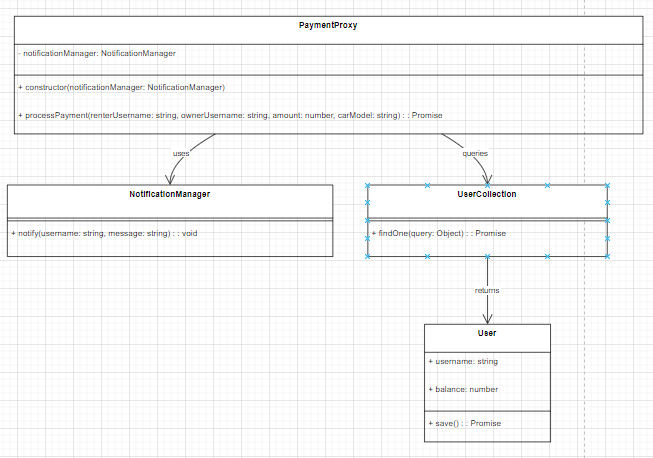 PaymentProxy
- notificationManager: NotificationManager
+ constructor(notificationManager: NotificationManager)
+ processPayment(renterUsername: string, ownerUsername: string, amount: number, carModel: string) : : Promise
uses
queries
NotificationManager
+ notify(username: string, message: string) : : void
UserCollection
+ findOne(query: Object) : : Promise
returns
User
+ username: string
+ balance: number
+ save() : : Promise